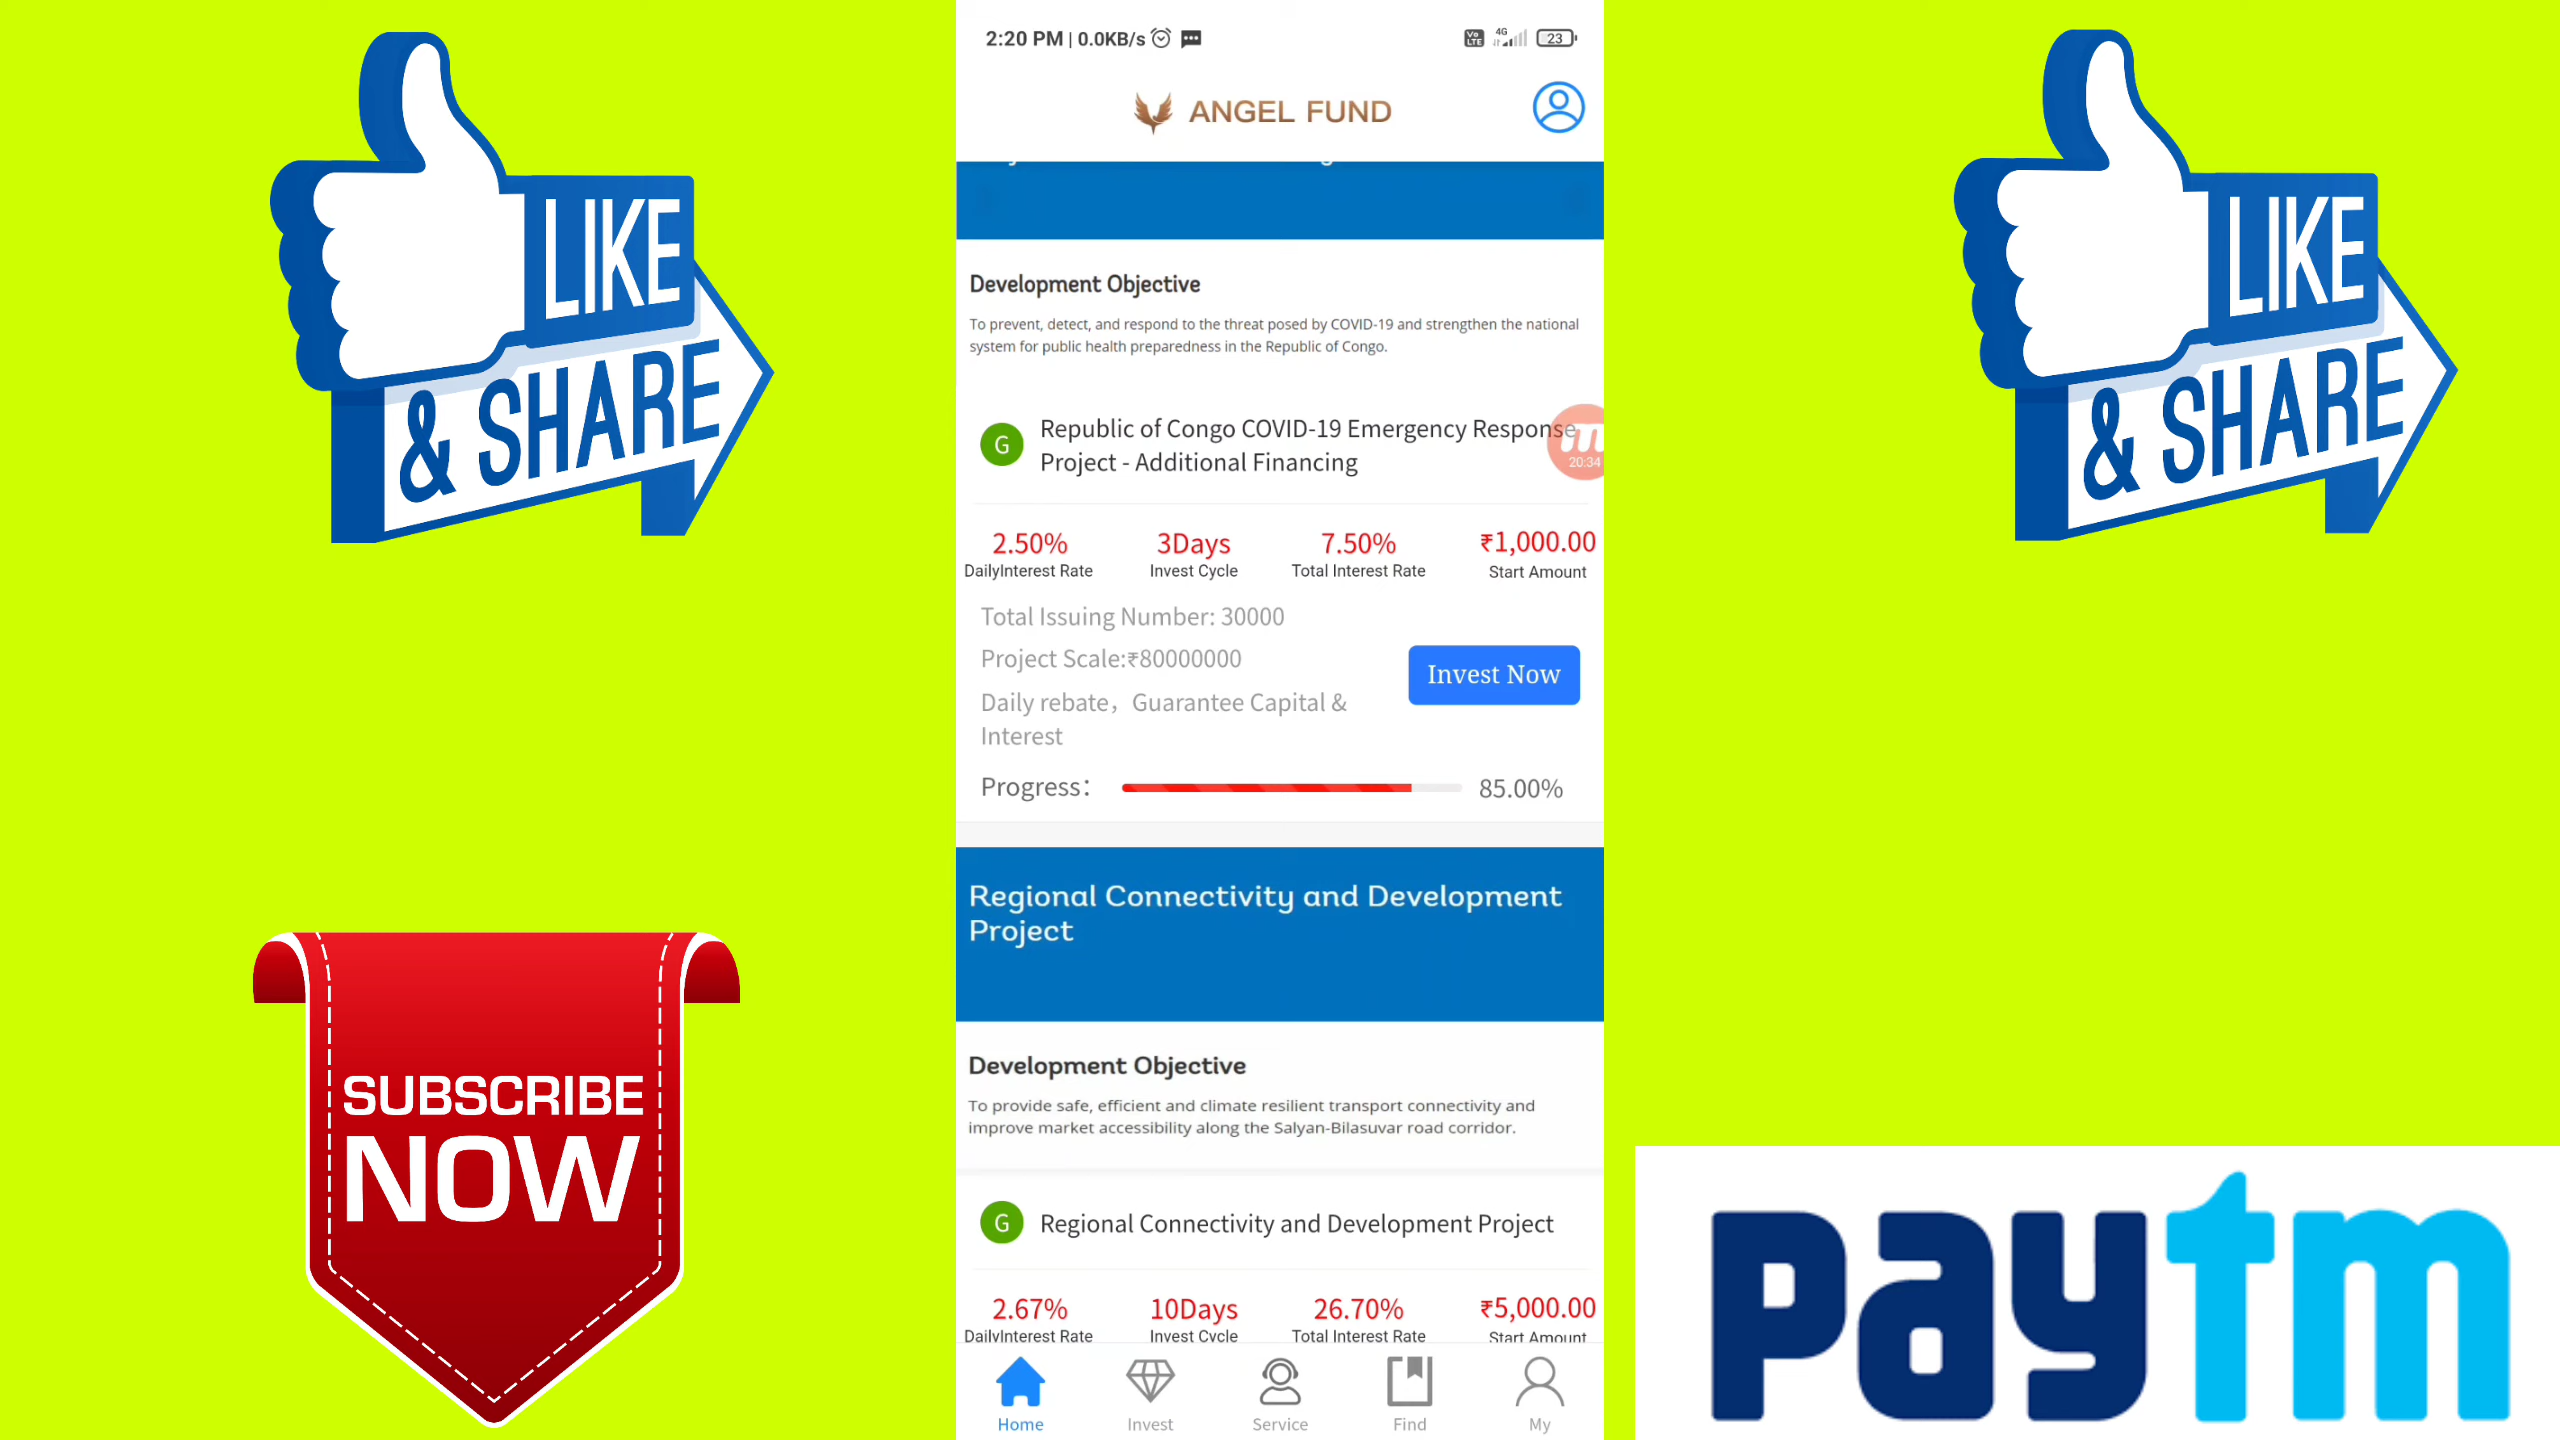 LIKE
& SHARE
SUBSCRIBE
NOW
2:20 PM | 0.0KB/s
Vo
LTE
4G
23
ANGEL FUND
Development Objective
To prevent, detect, and respond to the threat posed by COVID-19 and strengthen the national
system for public health preparedness in the Republic of Congo.
G
Republic of Congo COVID-19 Emergency Response
Project - Additional Financing
20:34
2.50% 3Days 7.50% ₹1,000.00
DailyInterest Rate Invest Cycle Total Interest Rate Start Amount
Total Issuing Number: 30000
Project Scale:₹80000000
Daily rebate，Guarantee Capital &
Interest
Invest Now
Progress： 85.00%
Regional Connectivity and Development
Project
Development Objective
To provide safe, efficient and climate resilient transport connectivity and
improve market accessibility along the Salyan-Bilasuvar road corridor.
G
Regional Connectivity and Development Project
2.67% 10Days 26.70% ₹5,000.00
DailyInterest Rate Invest Cycle Total Interest Rate Start Amount
Home Invest Service Find My
LIKE
& SHARE
paytm